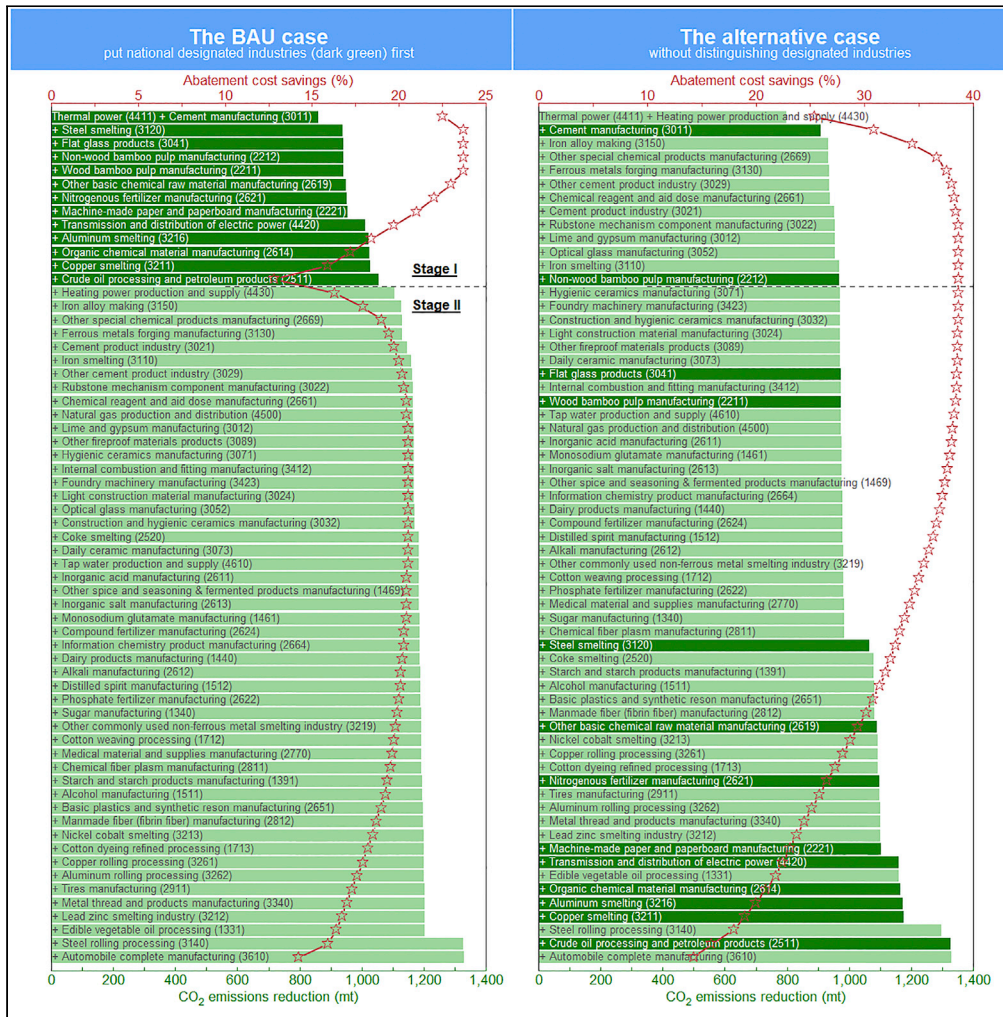 The BAU case
put national designated industries (dark green) first
Abatement cost savings (%)
0 5 10 15 20 25
Thermal power (4411) + Cement manufacturing (3011)
+ Steel smelting (3120)
+ Flat glass products (3041)
+ Non-wood bamboo pulp manufacturing (2212)
+ Wood bamboo pulp manufacturing (2211)
+ Other basic chemical raw material manufacturing (2619)
+ Nitrogenous fertilizer manufacturing (2621)
+ Machine-made paper and paperboard manufacturing (2221)
+ Transmission and distribution of electric power (4420)
+ Aluminum smelting (3216)
+ Organic chemical material manufacturing (2614)
+ Copper smelting (3211)
+ Crude oil processing and petroleum products (2511)
Stage I
Stage II
+ Heating power production and supply (4430)
+ Iron alloy making (3150)
+ Other special chemical products manufacturing (2669)
+ Ferrous metals forging manufacturing (3130)
+ Cement product industry (3021)
+ Iron smelting (3110)
+ Other cement product industry (3029)
+ Rubstone mechanism component manufacturing (3022)
+ Chemical reagent and aid dose manufacturing (2661)
+ Natural gas production and distribution (4500)
+ Lime and gypsum manufacturing (3012)
+ Other fireproof materials products (3089)
+ Hygienic ceramics manufacturing (3071)
+ Internal combustion and fitting manufacturing (3412)
+ Foundry machinery manufacturing (3423)
+ Light construction material manufacturing (3024)
+ Optical glass manufacturing (3052)
+ Construction and hygienic ceramics manufacturing (3032)
+ Coke smelting (2520)
+ Daily ceramic manufacturing (3073)
+ Tap water production and supply (4610)
+ Inorganic acid manufacturing (2611)
+ Other spice and seasoning & fermented products manufacturing (1469)
+ Inorganic salt manufacturing (2613)
+ Monosodium glutamate manufacturing (1461)
+ Compound fertilizer manufacturing (2624)
+ Information chemistry product manufacturing (2664)
+ Dairy products manufacturing (1440)
+ Alkali manufacturing (2612)
+ Distilled spirit manufacturing (1512)
+ Phosphate fertilizer manufacturing (2622)
+ Sugar manufacturing (1340)
+ Other commonly used non-ferrous metal smelting industry (3219)
+ Cotton weaving processing (1712)
+ Medical material and supplies manufacturing (2770)
+ Chemical fiber plasm manufacturing (2811)
+ Starch and starch products manufacturing (1391)
+ Alcohol manufacturing (1511)
+ Basic plastics and synthetic reson manufacturing (2651)
+ Manmade fiber (fibrin fiber) manufacturing (2812)
+ Nickel cobalt smelting (3213)
+ Cotton dyeing refined processing (1713)
+ Copper rolling processing (3261)
+ Aluminum rolling processing (3262)
+ Tires manufacturing (2911)
+ Metal thread and products manufacturing (3340)
+ Lead zinc smelting industry (3212)
+ Edible vegetable oil processing (1331)
+ Steel rolling processing (3140)
+ Automobile complete manufacturing (3610)
0 200 400 600 800 1,000 1,200 1,400
CO2 emissions reduction (mt)
The alternative case
without distinguishing designated industries
Abatement cost savings (%)
0 10 20 30 40
Thermal power (4411) + Heating power production and supply (4430)
+ Cement manufacturing (3011)
+ Iron alloy making (3150)
+ Other special chemical products manufacturing (2669)
+ Ferrous metals forging manufacturing (3130)
+ Other cement product industry (3029)
+ Chemical reagent and aid dose manufacturing (2661)
+ Cement product industry (3021)
+ Rubstone mechanism component manufacturing (3022)
+ Lime and gypsum manufacturing (3012)
+ Optical glass manufacturing (3052)
+ Iron smelting (3110)
+ Non-wood bamboo pulp manufacturing (2212)
+ Hygienic ceramics manufacturing (3071)
+ Foundry machinery manufacturing (3423)
+ Construction and hygienic ceramics manufacturing (3032)
+ Light construction material manufacturing (3024)
+ Other fireproof materials products (3089)
+ Daily ceramic manufacturing (3073)
+ Flat glass products (3041)
+ Internal combustion and fitting manufacturing (3412)
+ Wood bamboo pulp manufacturing (2211)
+ Tap water production and supply (4610)
+ Natural gas production and distribution (4500)
+ Inorganic acid manufacturing (2611)
+ Monosodium glutamate manufacturing (1461)
+ Inorganic salt manufacturing (2613)
+ Other spice and seasoning & fermented products manufacturing (1469)
+ Information chemistry product manufacturing (2664)
+ Dairy products manufacturing (1440)
+ Compound fertilizer manufacturing (2624)
+ Distilled spirit manufacturing (1512)
+ Alkali manufacturing (2612)
+ Other commonly used non-ferrous metal smelting industry (3219)
+ Cotton weaving processing (1712)
+ Phosphate fertilizer manufacturing (2622)
+ Medical material and supplies manufacturing (2770)
+ Sugar manufacturing (1340)
+ Chemical fiber plasm manufacturing (2811)
+ Steel smelting (3120)
+ Coke smelting (2520)
+ Starch and starch products manufacturing (1391)
+ Alcohol manufacturing (1511)
+ Basic plastics and synthetic reson manufacturing (2651)
+ Manmade fiber (fibrin fiber) manufacturing (2812)
+ Other basic chemical raw material manufacturing (2619)
+ Nickel cobalt smelting (3213)
+ Copper rolling processing (3261)
+ Cotton dyeing refined processing (1713)
+ Nitrogenous fertilizer manufacturing (2621)
+ Tires manufacturing (2911)
+ Aluminum rolling processing (3262)
+ Metal thread and products manufacturing (3340)
+ Lead zinc smelting industry (3212)
+ Machine-made paper and paperboard manufacturing (2221)
+ Transmission and distribution of electric power (4420)
+ Edible vegetable oil processing (1331)
+ Organic chemical material manufacturing (2614)
+ Aluminum smelting (3216)
+ Copper smelting (3211)
+ Steel rolling processing (3140)
+ Crude oil processing and petroleum products (2511)
+ Automobile complete manufacturing (3610)
0 200 400 600 800 1,000 1,200 1,400
CO2 emissions reduction (mt)